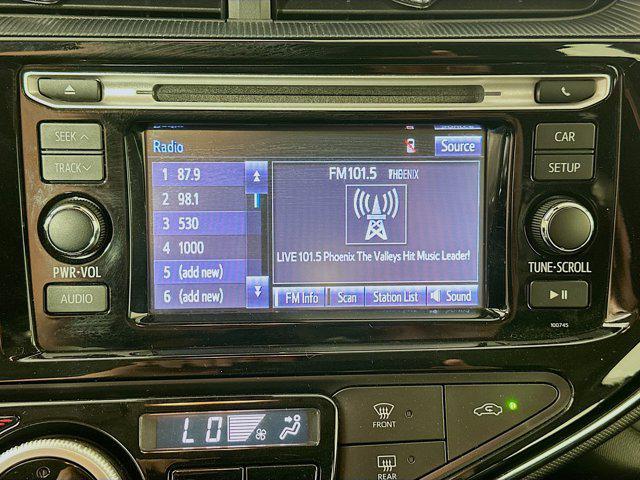 SEEK
TRACK
PWR•VOL
AUDIO
Radio
Source
1 87.9
2 98.1
3 530
4 1000
5 (add new)
6 (add new)
FM101.5
LIVE 101.5 Phoenix The Valleys Hit Music Leader!
FM Info
Scan
Station List
Sound
CAR
SETUP
TUNE•SCROLL
100745
LO
FRONT
REAR